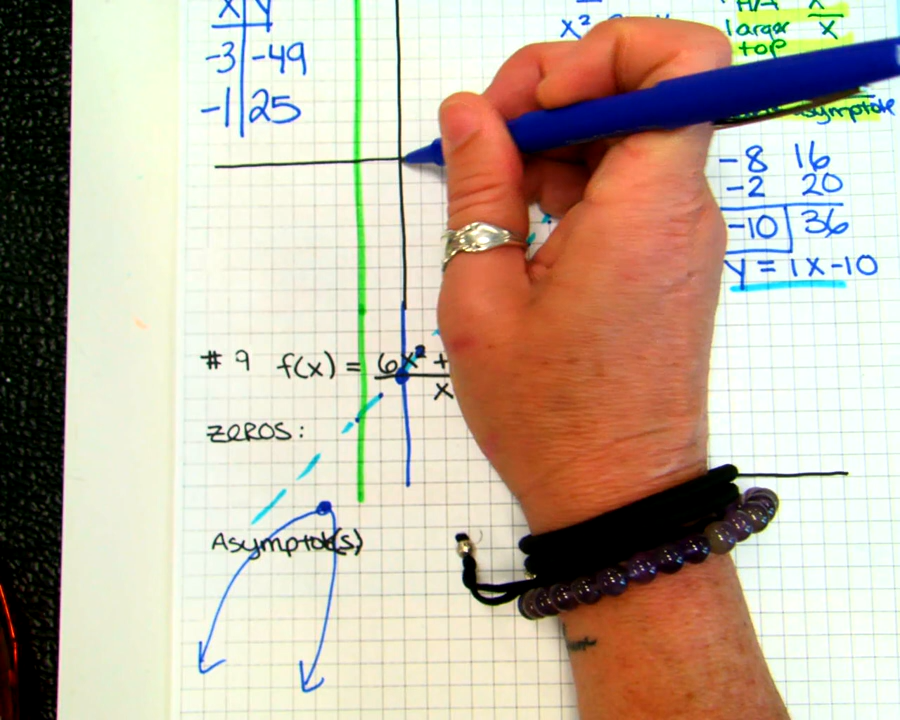 X Y
-3 -49
-1 25
x²
H/A x
larger x
top
asymptote
-8 16
-2 20
-10 36
y = 1x-10
# 9 f(x) = 6x² +
x
ZEROS:
Asymptote(s)